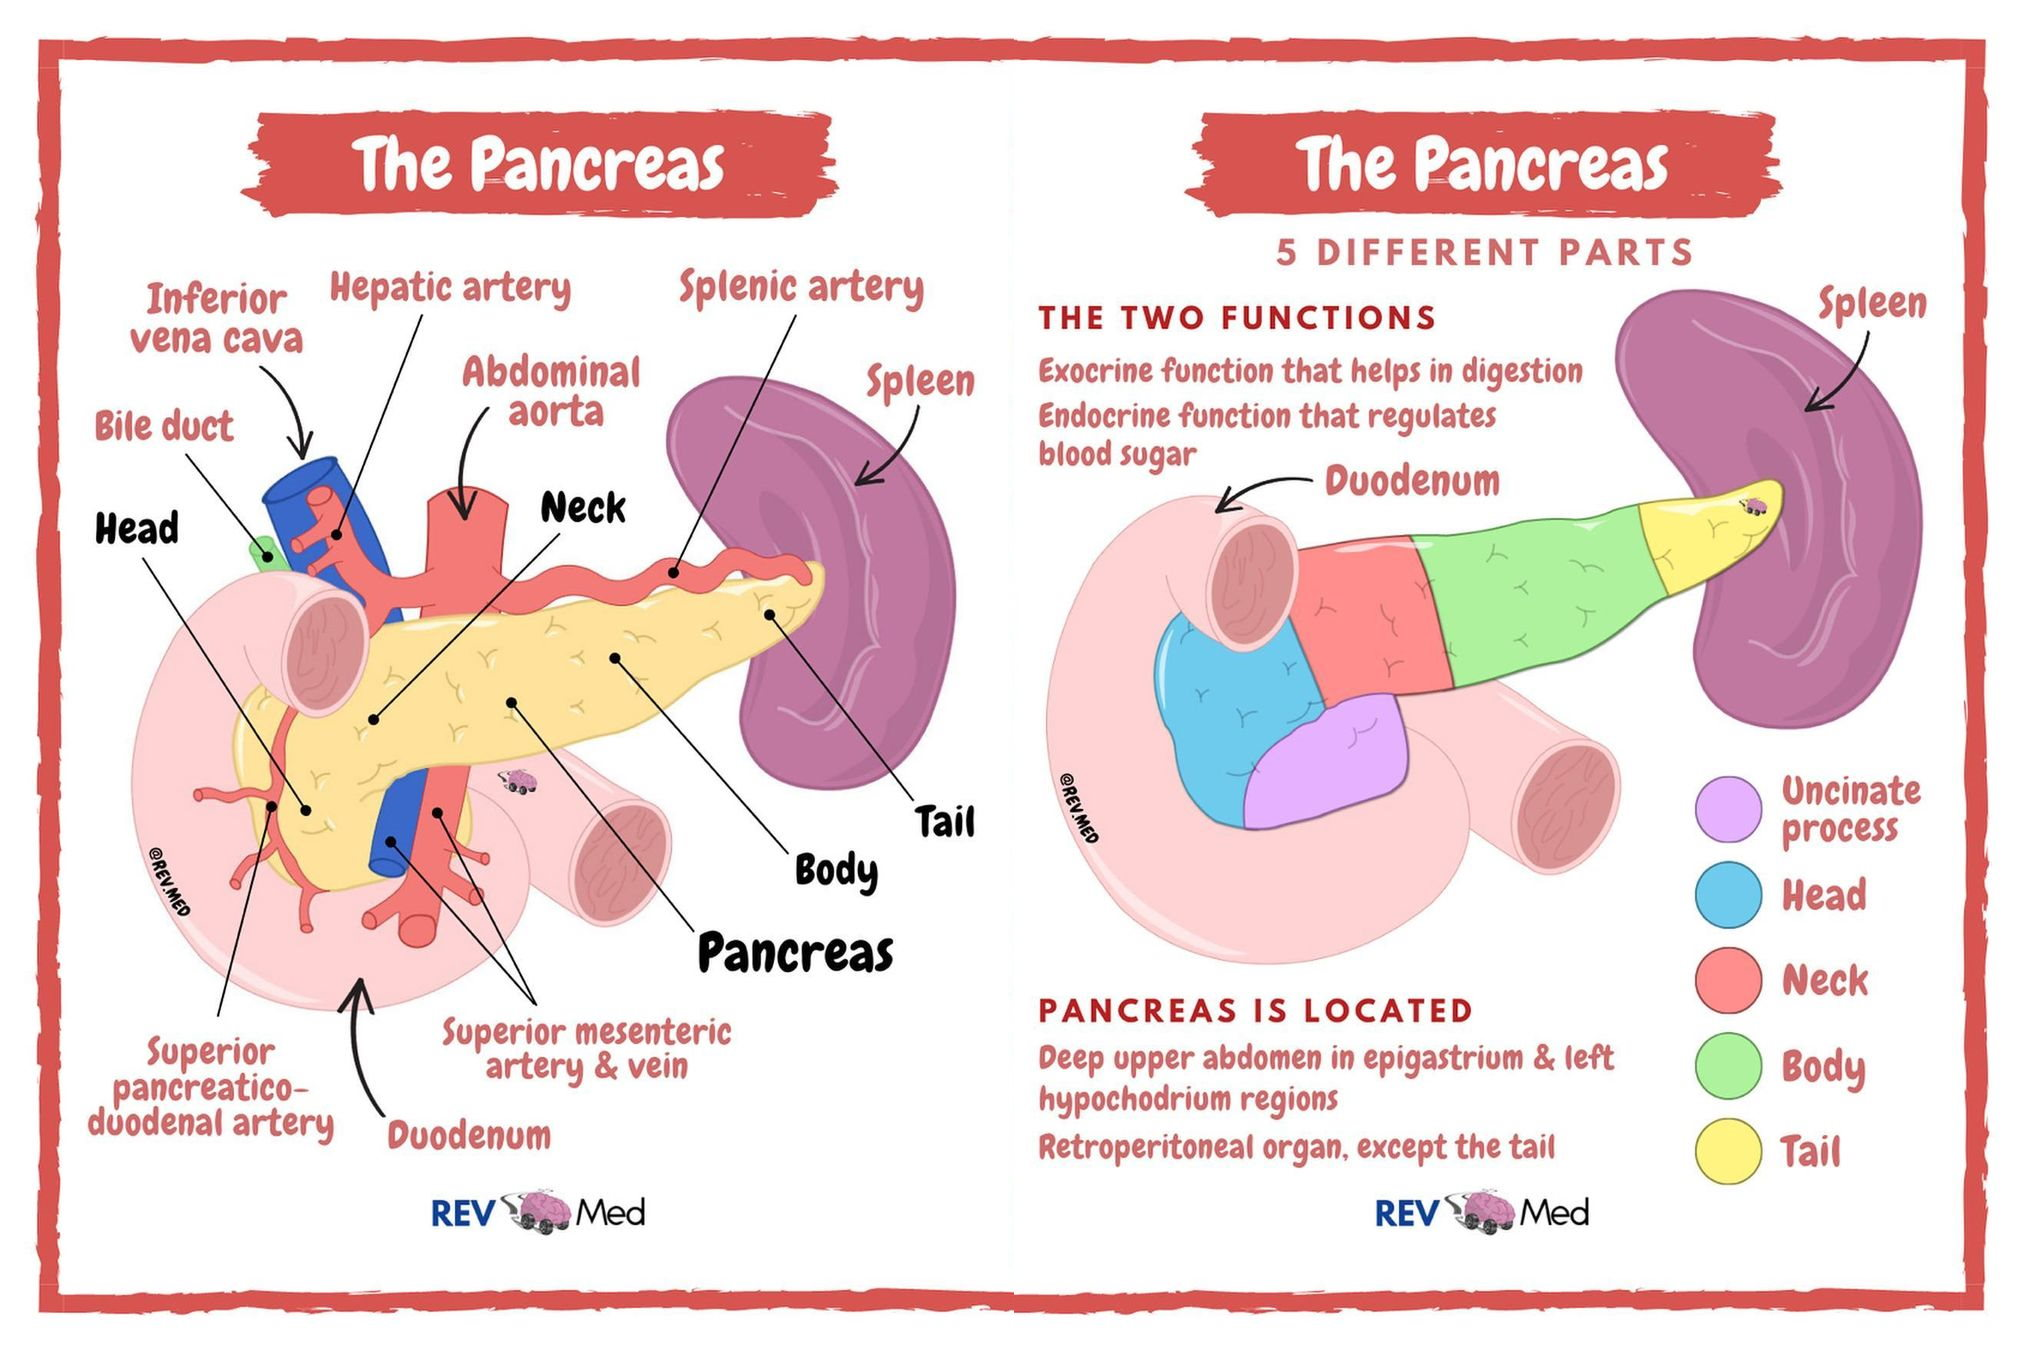 The Pancreas
Inferior
vena cava
Hepatic artery
Splenic artery
Abdominal
aorta
Spleen
Bile duct
Neck
Head
Tail
Body
Pancreas
@REV.MED
Superior mesenteric
artery & vein
Superior
pancreatico-
duodenal artery
Duodenum
REV Med
The Pancreas
5 DIFFERENT PARTS
Spleen
THE TWO FUNCTIONS
Exocrine function that helps in digestion
Endocrine function that regulates
blood sugar
Duodenum
@REV.MED
Uncinate
process
Head
Neck
Body
Tail
PANCREAS IS LOCATED
Deep upper abdomen in epigastrium & left
hypochodrium regions
Retroperitoneal organ, except the tail
REV Med